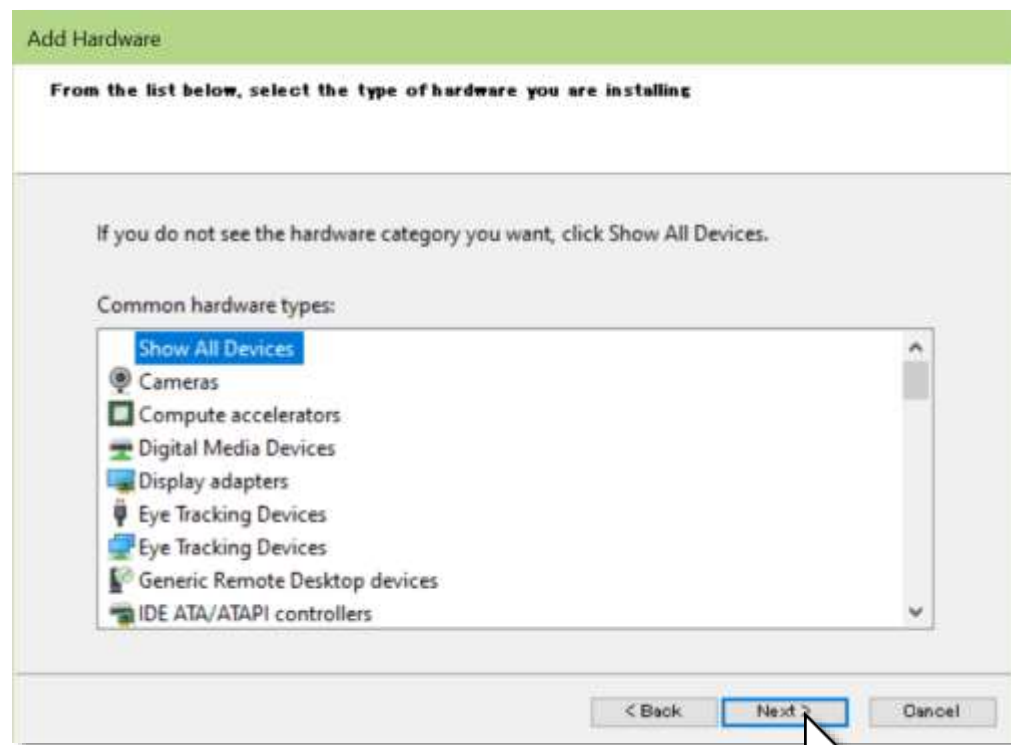 Add Hardware
From the list below, select the type of hardware you are installing
If you do not see the hardware category you want, click Show All Devices.
Common hardware types:
Show All Devices
Cameras
Compute accelerators
Digital Media Devices
Display adapters
Eye Tracking Devices
Eye Tracking Devices
Generic Remote Desktop devices
IDE ATA/ATAPI controllers
< Back Next > Cancel